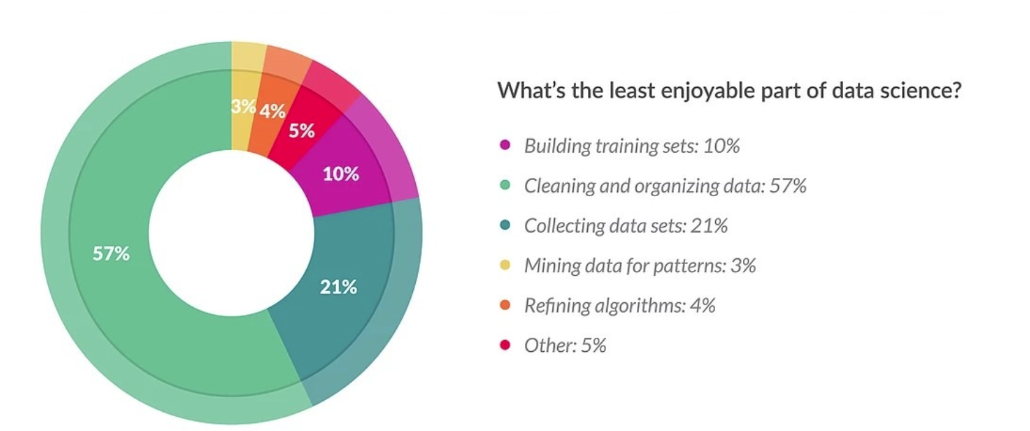 What's the least enjoyable part of data science?
Building training sets: 10%
Cleaning and organizing data: 57%
Collecting data sets: 21%
Mining data for patterns: 3%
Refining algorithms: 4%
Other: 5%
3%
4%
5%
10%
57%
21%